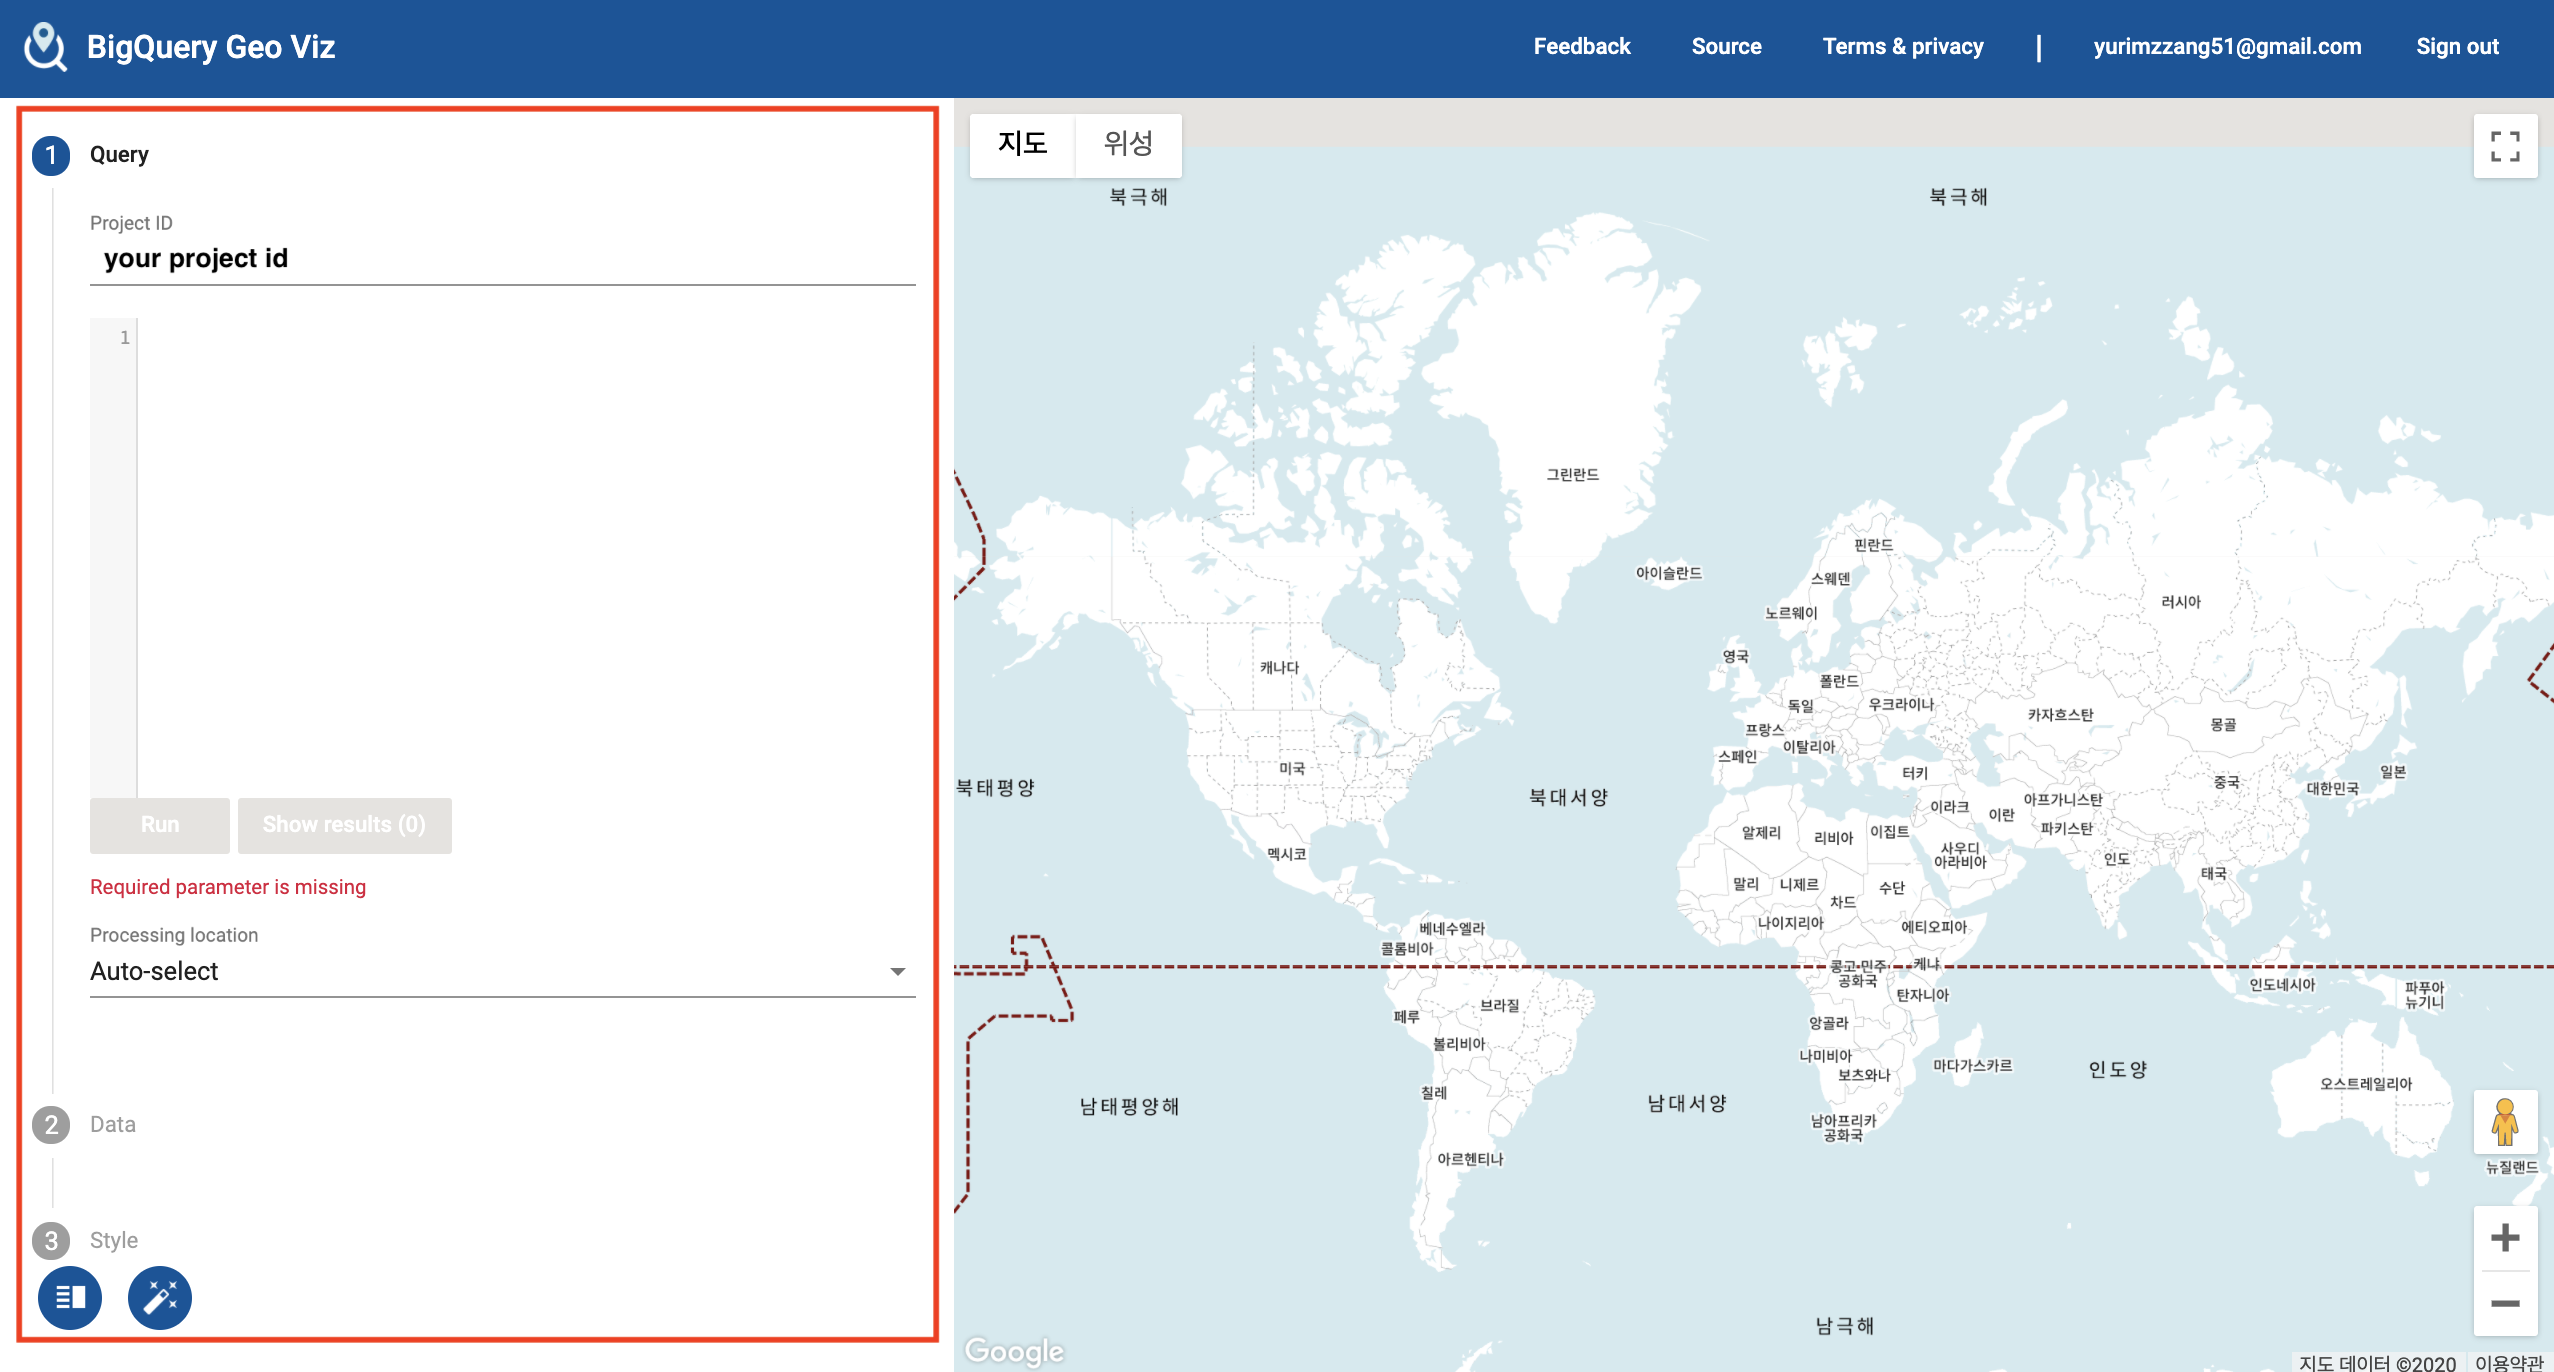 BigQuery Geo Viz
Feedback
Source
Terms & privacy
|
yurimzzang51@gmail.com
Sign out
1
Query
Project ID
your project id
1
Run
Show results (0)
Required parameter is missing
Processing location
Auto-select
2
Data
3
Style
지도
위성
북극해
북극해
그린란드
아이슬란드
핀란드
스웨덴
노르웨이
러시아
영국
캐나다
폴란드
독일
우크라이나
프랑스
이탈리아
스페인
카자흐스탄
몽골
미국
터키
중국
일본
대한민국
북태평양
북대서양
이라크
이란
아프가니스탄
파키스탄
알제리
리비아
이집트
사우디
아라비아
인도
멕시코
태국
말리
니제르
수단
차드
나이지리아
에티오피아
베네수엘라
콜롬비아
콩고-민주
공화국
케냐
탄자니아
인도네시아
파푸아
뉴기니
브라질
페루
앙골라
볼리비아
나미비아
보츠와나
마다가스카르
인도양
오스트레일리아
칠레
남태평양해
남대서양
남아프리카
공화국
아르헨티나
뉴질랜드
남극해
Google
지도 데이터 ©2020
이용약관